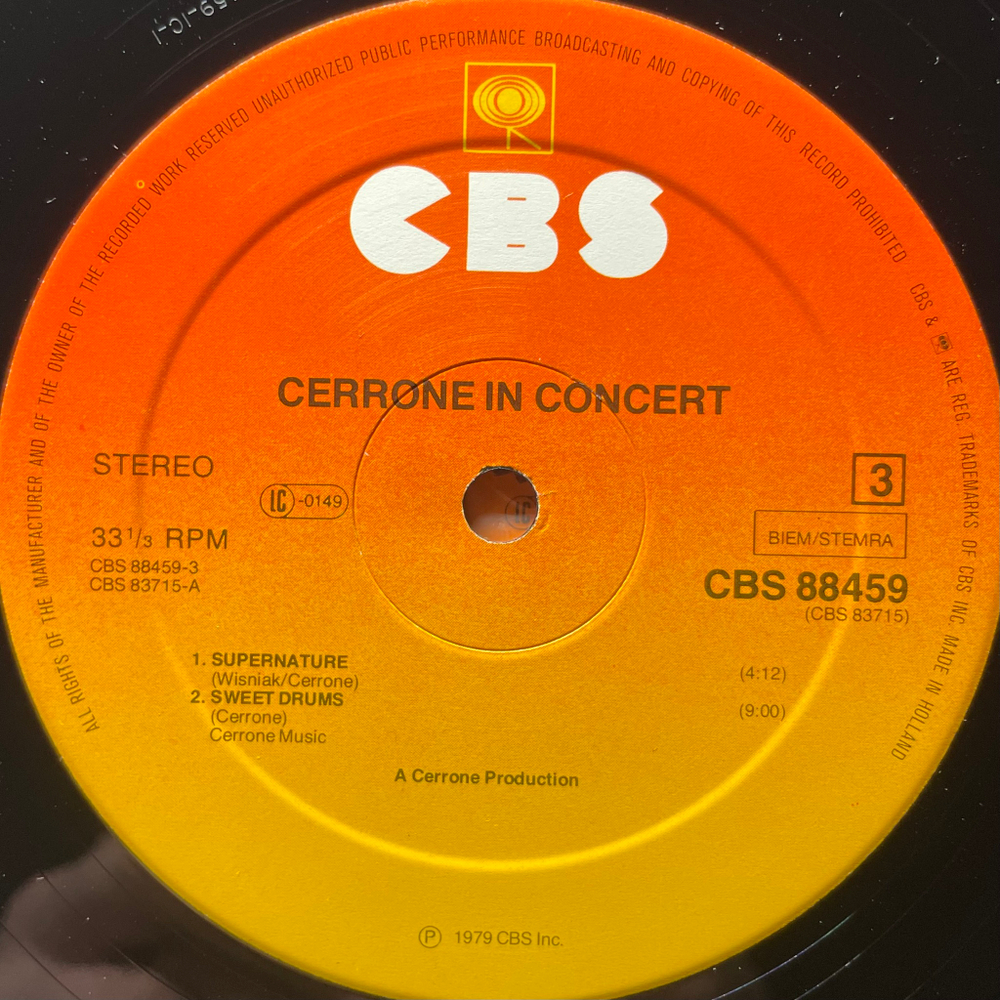 59-1C-1
ALL RIGHTS OF THE MANUFACTURER AND OF THE OWNER OF THE RECORDED WORK RESERVED UNAUTHORIZED PUBLIC PERFORMANCE BROADCASTING AND COPYING OF THIS RECORD PROHIBITED CBS & ARE REG. TRADEMARKS OF CBS INC. MADE IN HOLLAND
CBS
CERRONE IN CONCERT
STEREO
LC -0149
3
33 1/3 RPM
BIEM/STEMRA
CBS 88459-3
CBS 83715-A
CBS 88459
(CBS 83715)
1. SUPERNATURE (4:12)
(Wisniak/Cerrone)
2. SWEET DRUMS (9:00)
(Cerrone)
Cerrone Music
A Cerrone Production
Ⓟ 1979 CBS Inc.